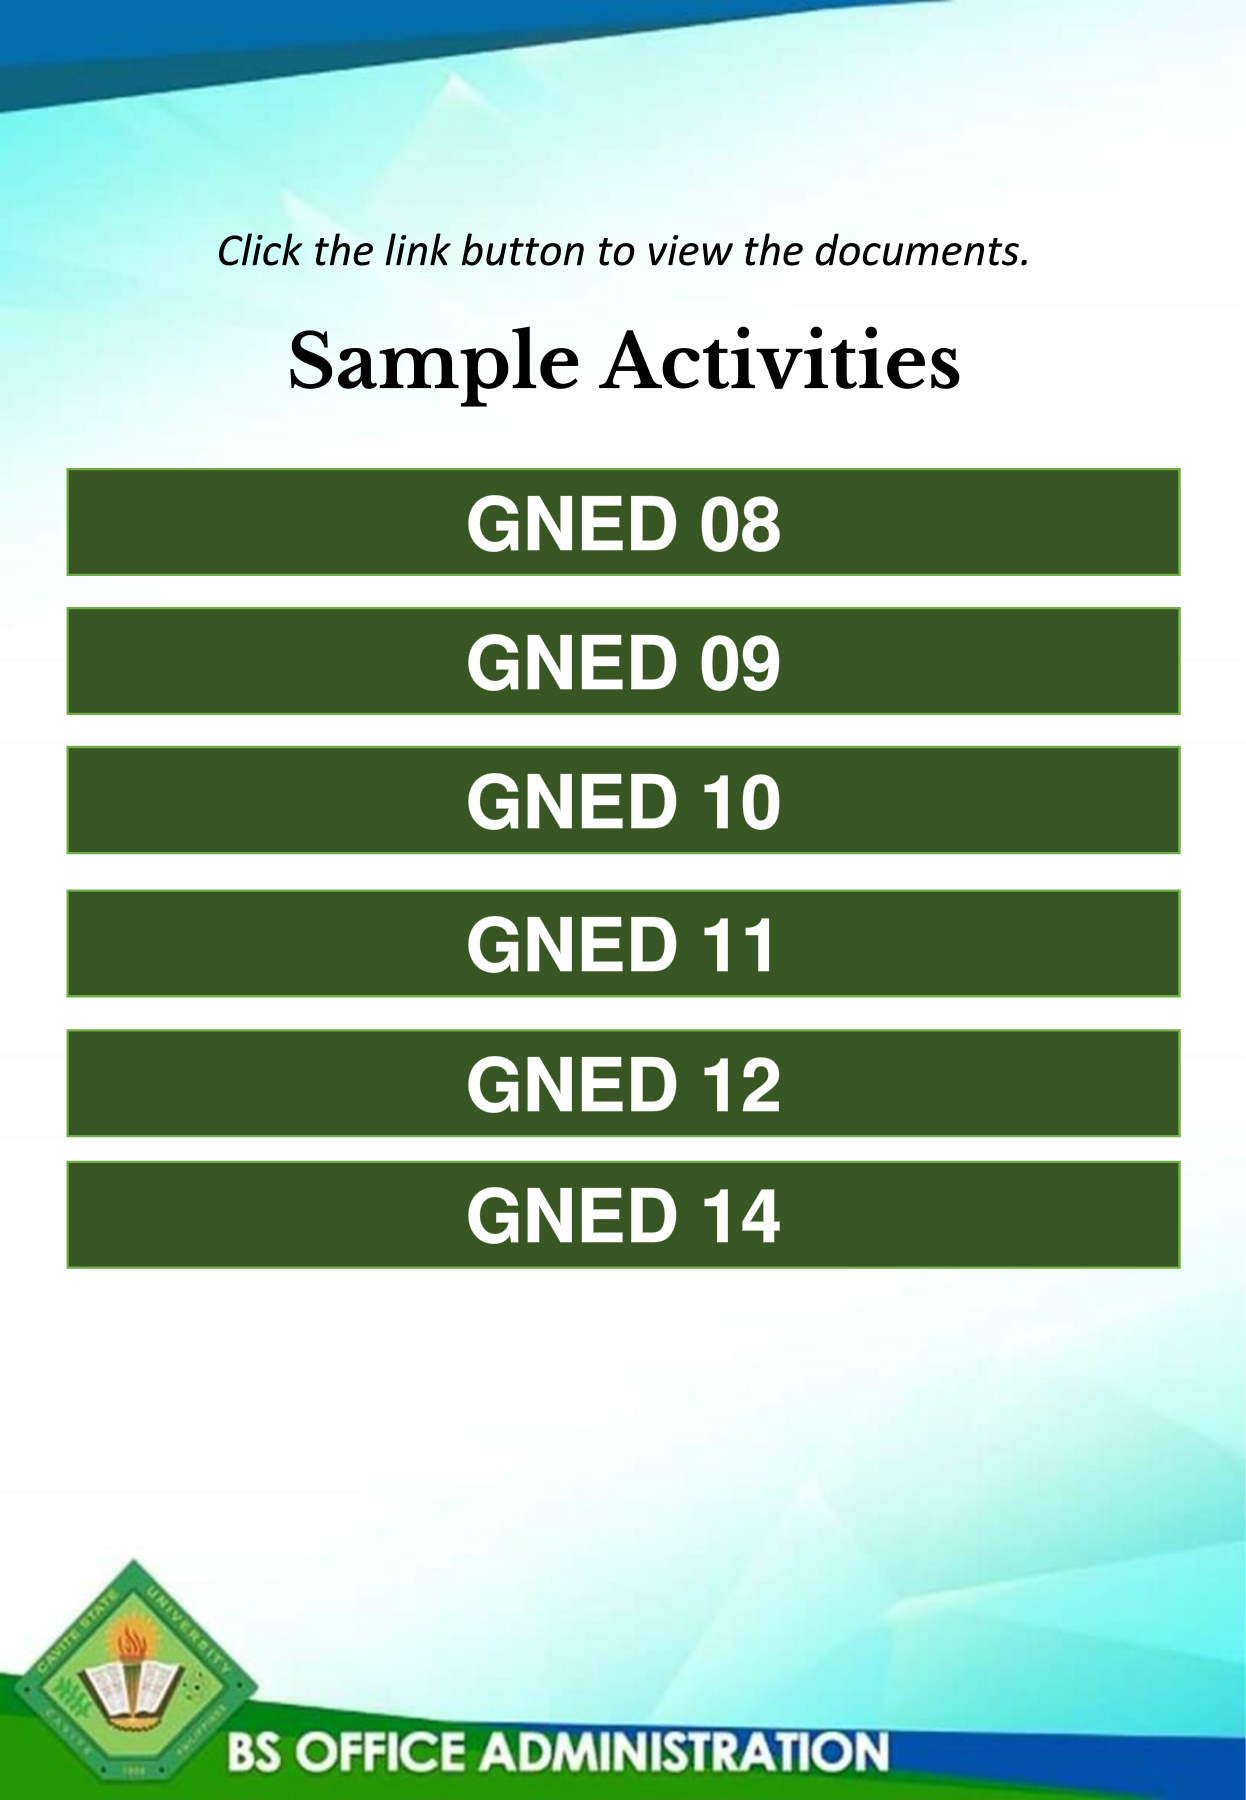 Click the link button to view the documents.
Sample Activities
GNED 08
GNED 09
GNED 10
GNED 11
GNED 12
GNED 14
CAVITE STATE UNIVERSITY
CAVITE PHILIPPINES
1906
BS OFFICE ADMINISTRATION